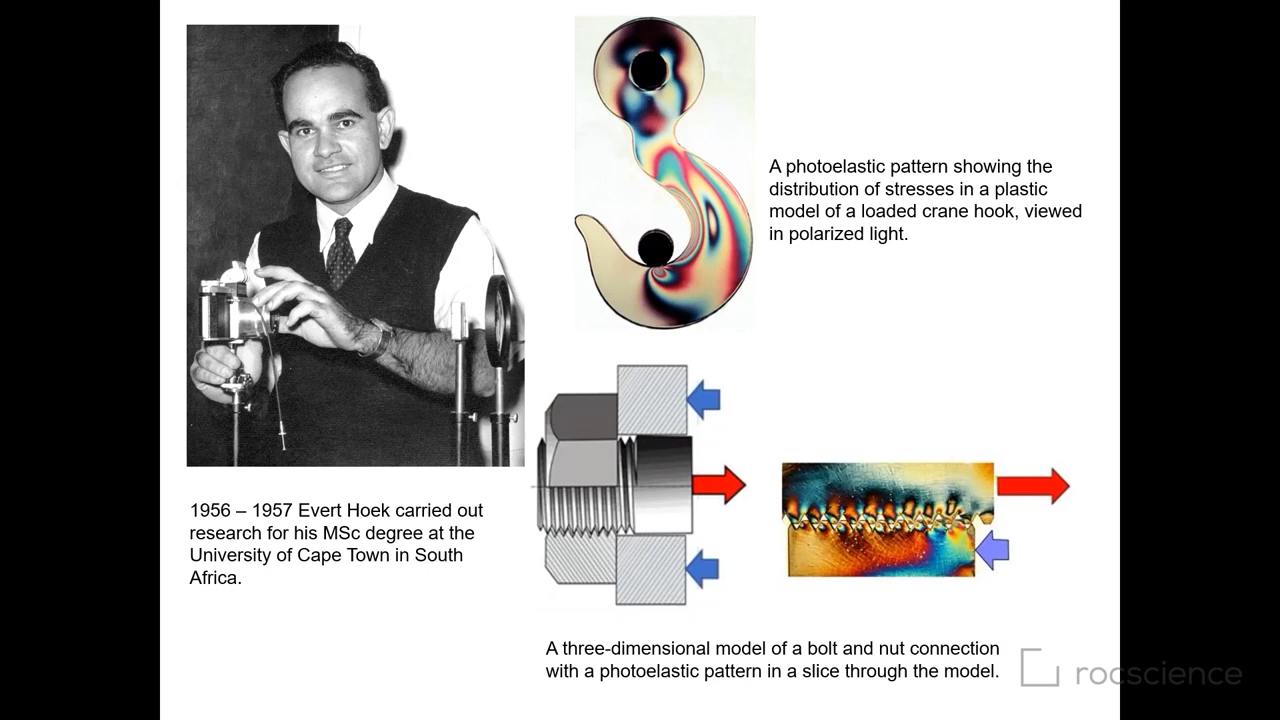 A photoelastic pattern showing the
distribution of stresses in a plastic
model of a loaded crane hook, viewed
in polarized light.
1956 – 1957 Evert Hoek carried out
research for his MSc degree at the
University of Cape Town in South
Africa.
A three-dimensional model of a bolt and nut connection
with a photoelastic pattern in a slice through the model.
rocscience